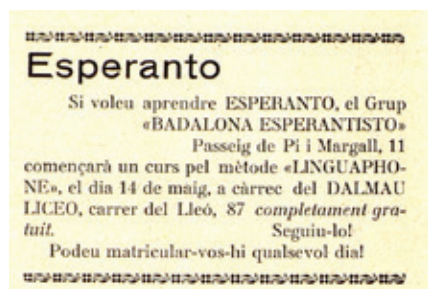 Esperanto
Si voleu aprendre ESPERANTO, el Grup
«BADALONA ESPERANTISTO»
Passeig de Pi i Margall, 11
començarà un curs pel mètode «LINGUAPHO-
NE», el dia 14 de maig, a càrrec del DALMAU
LICEO, carrer del Lleó, 87 completament gra-
tuit. Seguiu-lo!
Podeu matricular-vos-hi qualsevol dia!